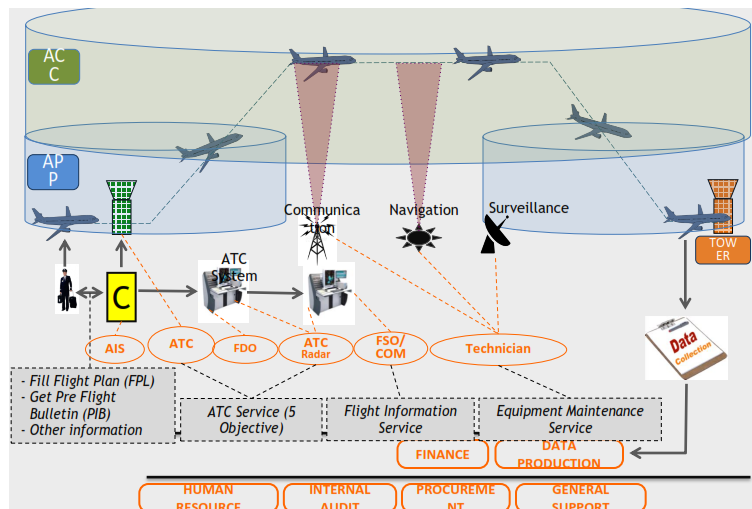 AC
C
AP
P
Communica
tion
Navigation
Surveillance
TOW
ER
ATC
System
C
AIS
ATC
FDO
ATC
Radar
FSO/
COM
Technician
Data
Collection
- Fill Flight Plan (FPL)
- Get Pre Flight
Bulletin (PIB)
- Other information
ATC Service (5
Objective)
Flight Information
Service
Equipment Maintenance
Service
FINANCE
DATA
PRODUCTION
HUMAN
RESOURCE
INTERNAL
AUDIT
PROCUREME
NT
GENERAL
SUPPORT